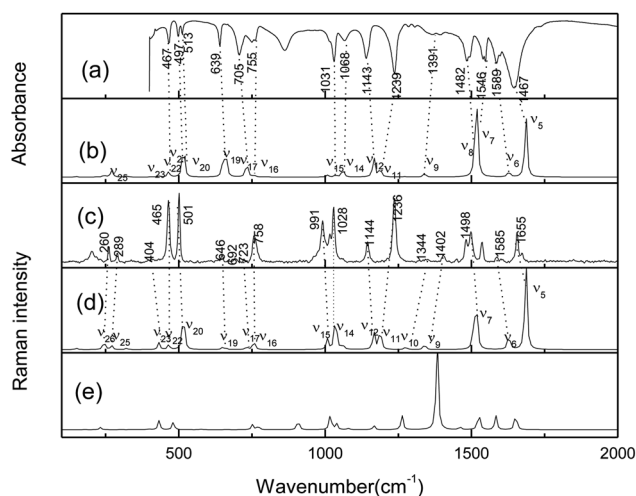 Absorbance
Raman intensity
(a)
467
497
513
639
705
755
1031
1068
1143
1239
1391
1482
1546
1589
1467
(b)
ν25
ν23
ν22
ν21
ν20
ν19
ν17
ν16
ν15
ν14
ν12
ν11
ν9
ν8
ν7
ν6
ν5
(c)
260
289
404
465
501
646
692
723
758
991
1028
1144
1236
1344
1402
1498
1585
1655
(d)
ν26
ν25
ν23
ν22
ν20
ν19
ν17
ν16
ν15
ν14
ν12
ν11
ν10
ν9
ν7
ν6
ν5
(e)
500 1000 1500 2000
Wavenumber(cm-1)